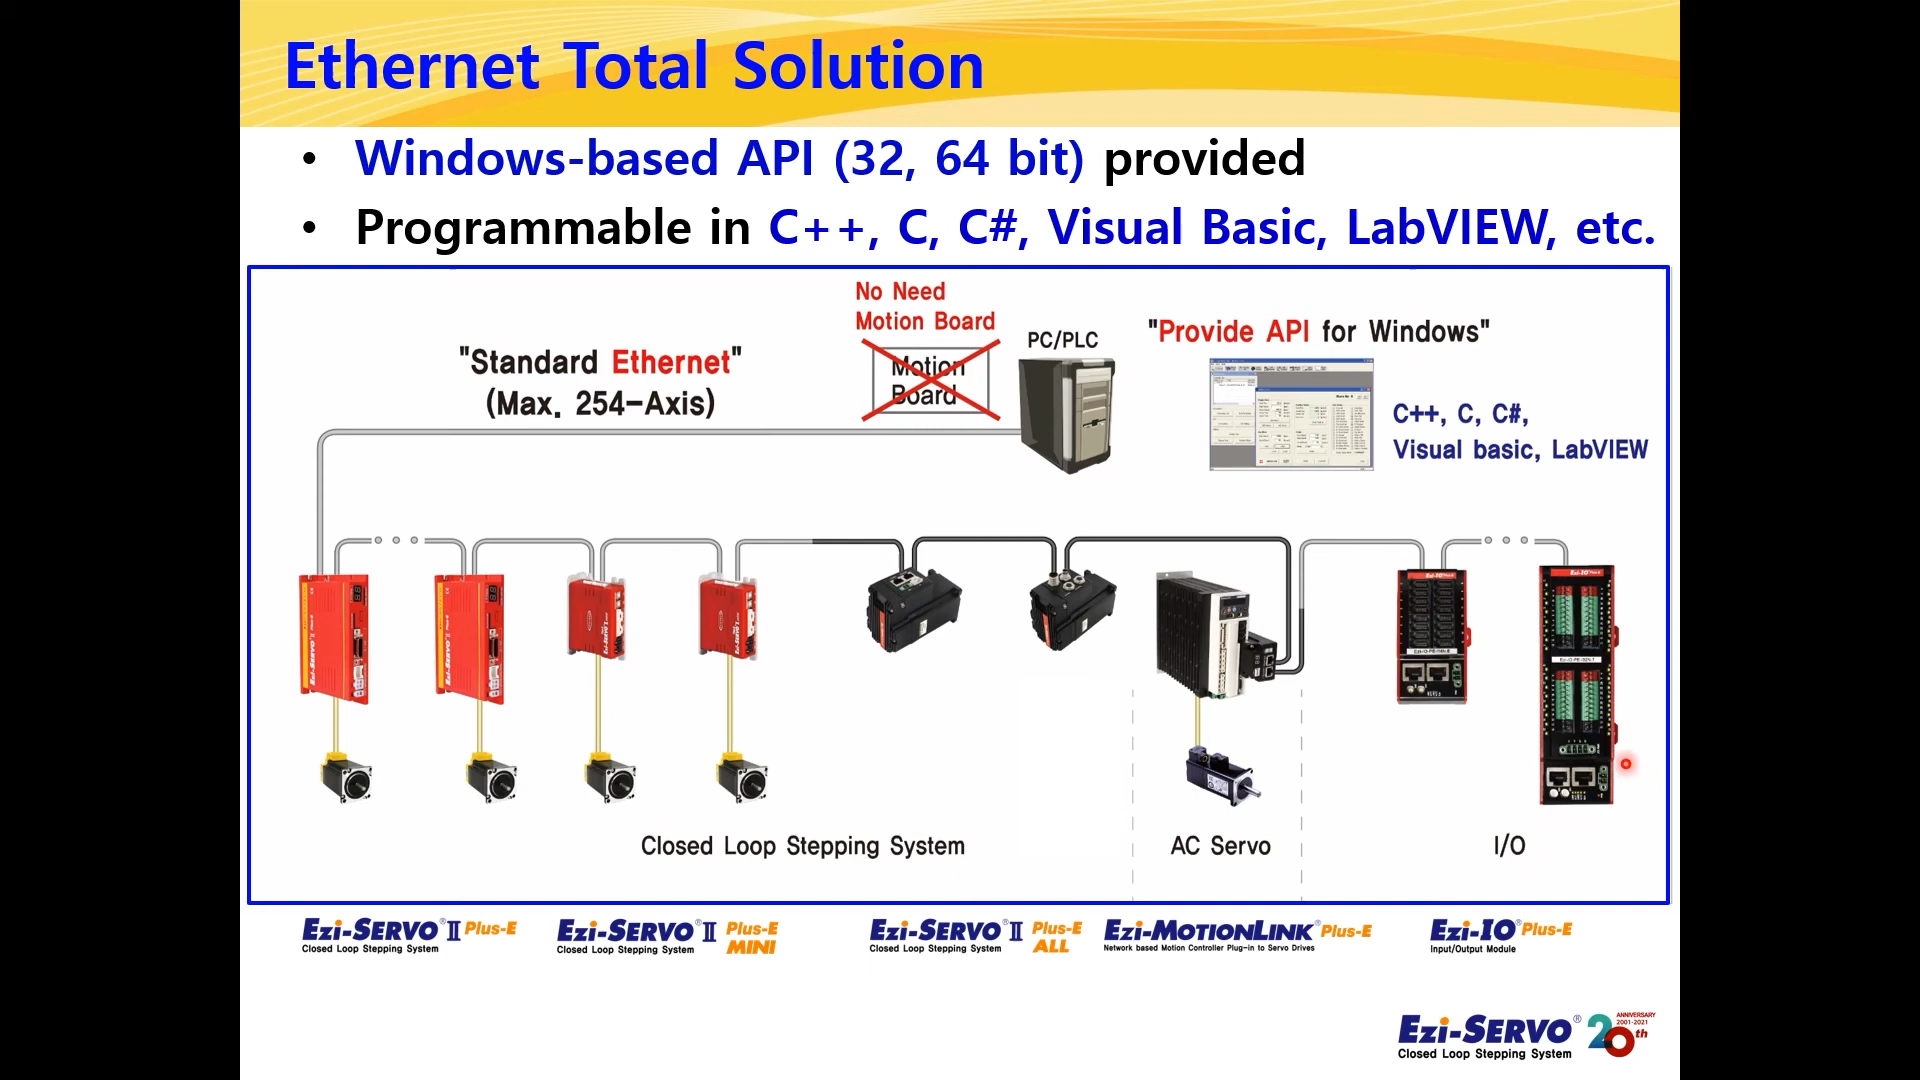 Ethernet Total Solution
• Windows-based API (32, 64 bit) provided
• Programmable in C++, C, C#, Visual Basic, LabVIEW, etc.
No Need
Motion Board
Motion
Board
PC/PLC
"Provide API for Windows"
"Standard Ethernet"
(Max. 254-Axis)
C++, C, C#,
Visual basic, LabVIEW
Closed Loop Stepping System
AC Servo
I/O
Ezi-SERVO® II Plus-E
Closed Loop Stepping System
Ezi-SERVO® II Plus-E MINI
Closed Loop Stepping System
Ezi-SERVO® II Plus-E ALL
Closed Loop Stepping System
Ezi-MOTIONLINK® Plus-E
Network based Motion Controller Plug-in to Servo Drives
Ezi-IO® Plus-E
Input/Output Module
Ezi-SERVO®
Closed Loop Stepping System
20th
ANNIVERSARY
2001-2021